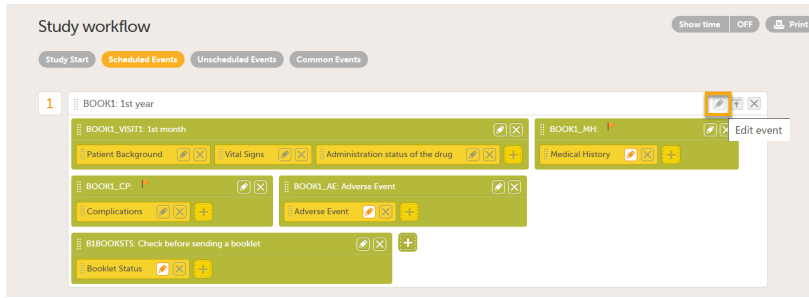 Study workflow
Show time OFF Print
Study Start Scheduled Events Unscheduled Events Common Events
1 BOOK1: 1st year
Edit event
BOOK1_VISIT1: 1st month BOOK1_MH:
Patient Background Vital Signs Administration status of the drug Medical History
BOOK1_CP: BOOK1_AE: Adverse Event
Complications Adverse Event
B1BOOKSTS: Check before sending a booklet
Booklet Status